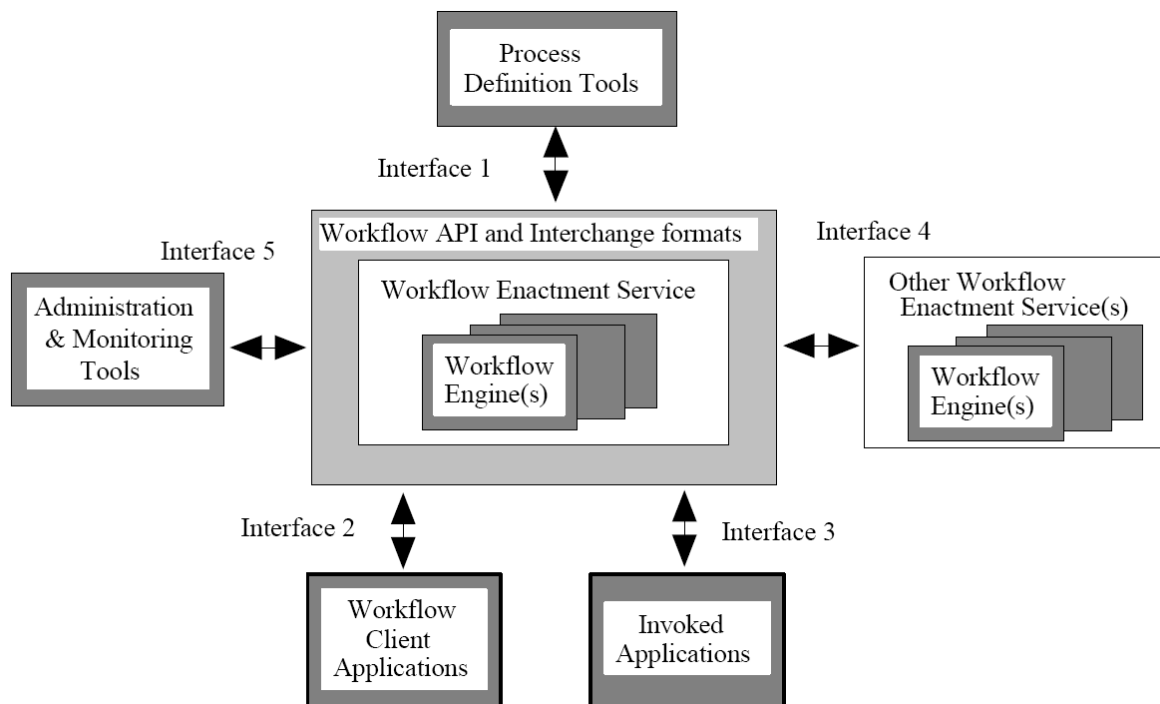 Process
Definition Tools
Interface 1
Workflow API and Interchange formats
Interface 5
Interface 4
Administration
& Monitoring
Tools
Workflow Enactment Service
Workflow
Engine(s)
Other Workflow
Enactment Service(s)
Workflow
Engine(s)
Interface 2
Interface 3
Workflow
Client
Applications
Invoked
Applications